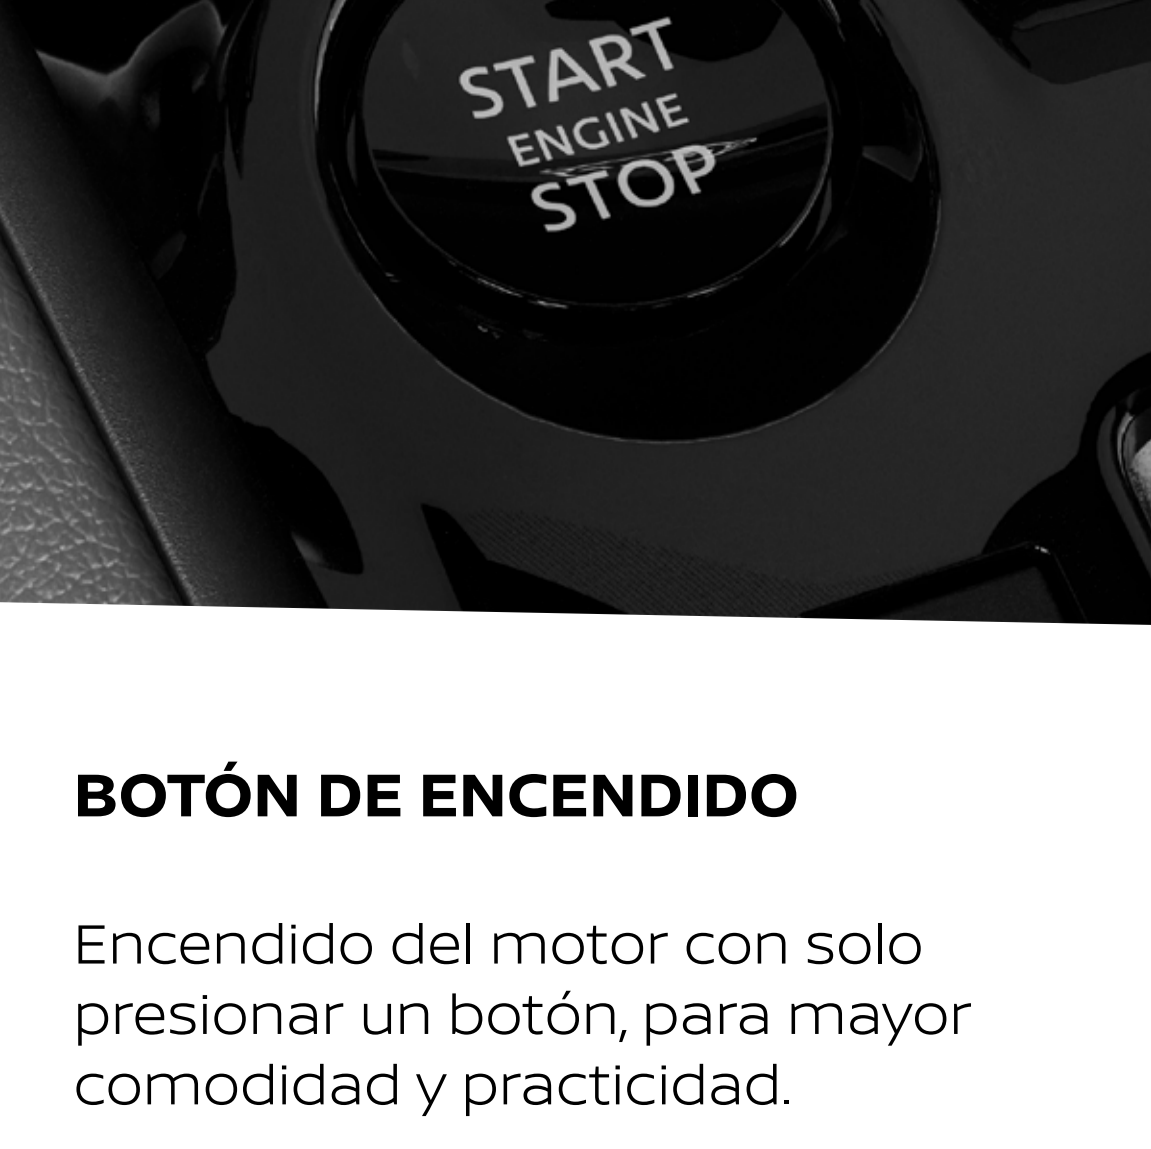 START
ENGINE
STOP
BOTÓN DE ENCENDIDO
Encendido del motor con solo
presionar un botón, para mayor
comodidad y practicidad.